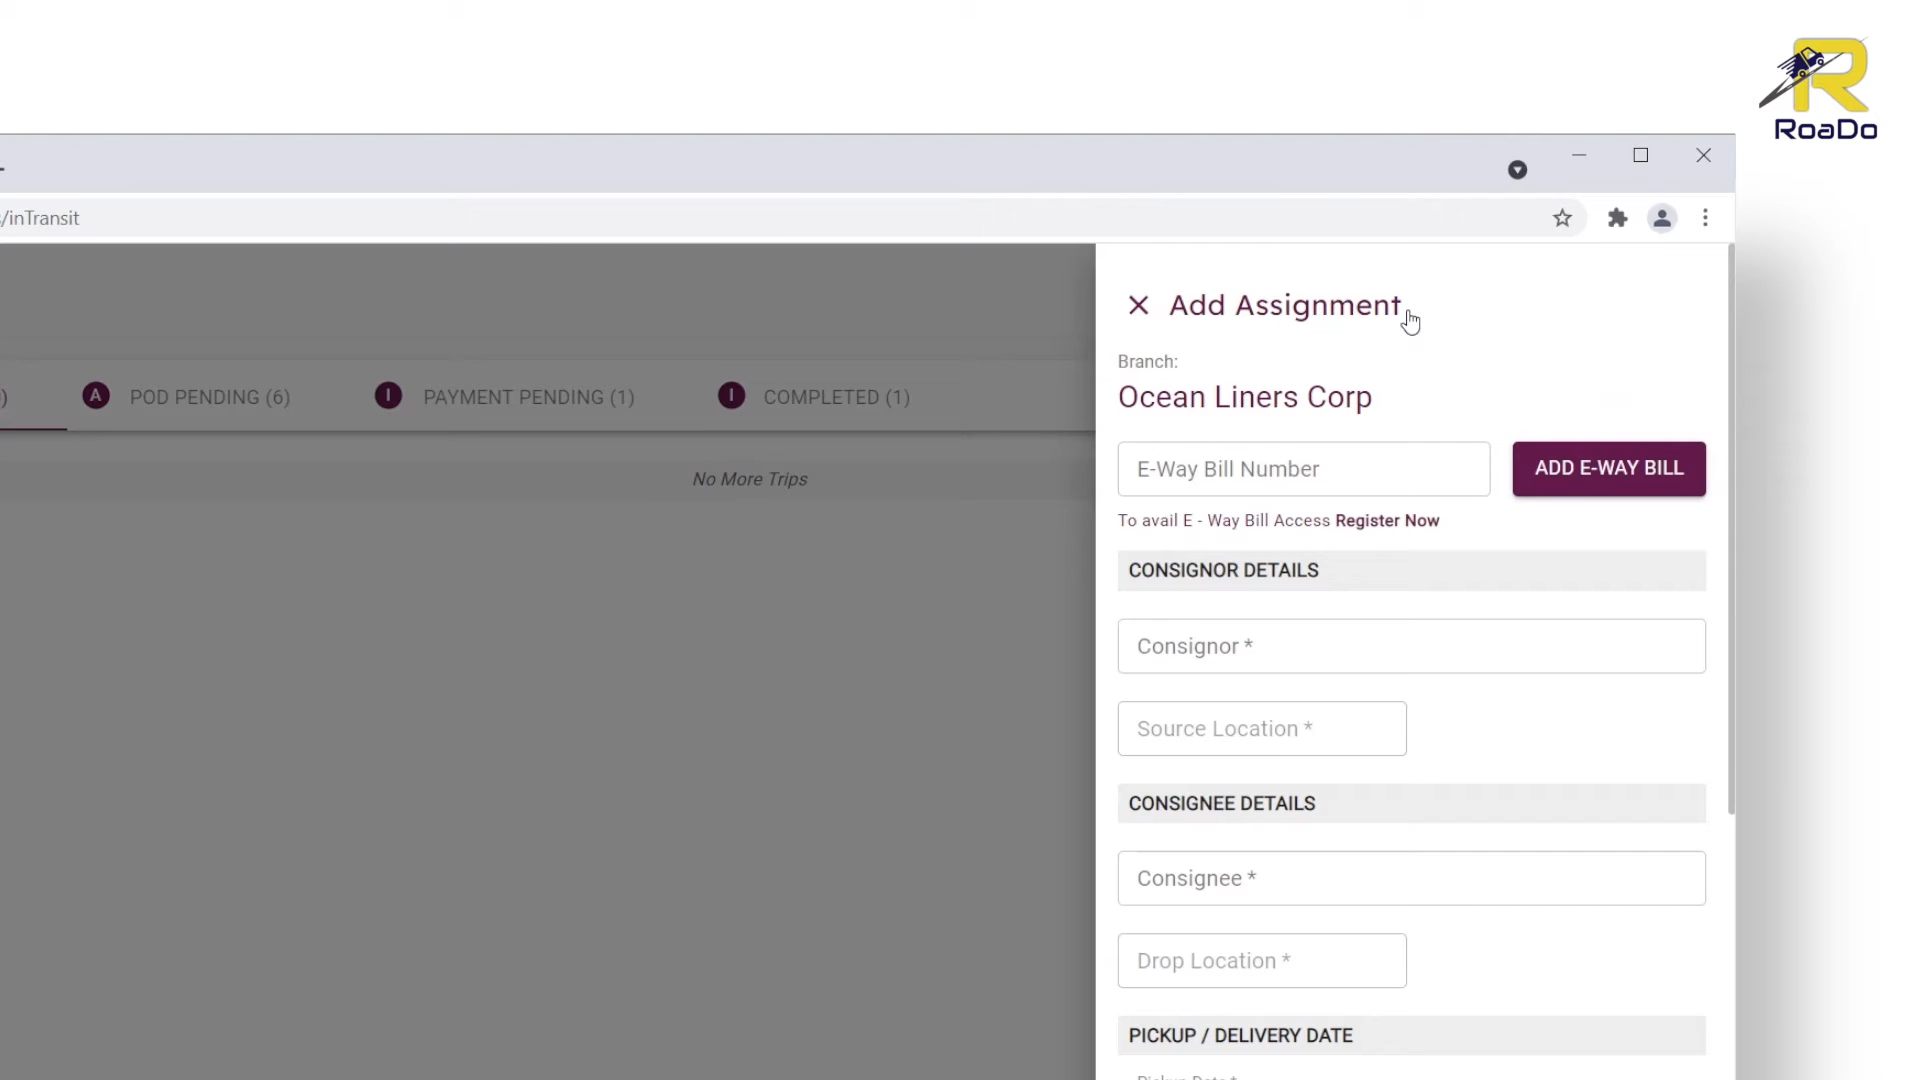 RoaDo
/inTransit
Add Assignment
Branch:
Ocean Liners Corp
A POD PENDING (6) I PAYMENT PENDING (1) I COMPLETED (1)
E-Way Bill Number ADD E-WAY BILL
No More Trips
To avail E - Way Bill Access Register Now
CONSIGNOR DETAILS
Consignor *
Source Location *
CONSIGNEE DETAILS
Consignee *
Drop Location *
PICKUP / DELIVERY DATE
Pickup Date *